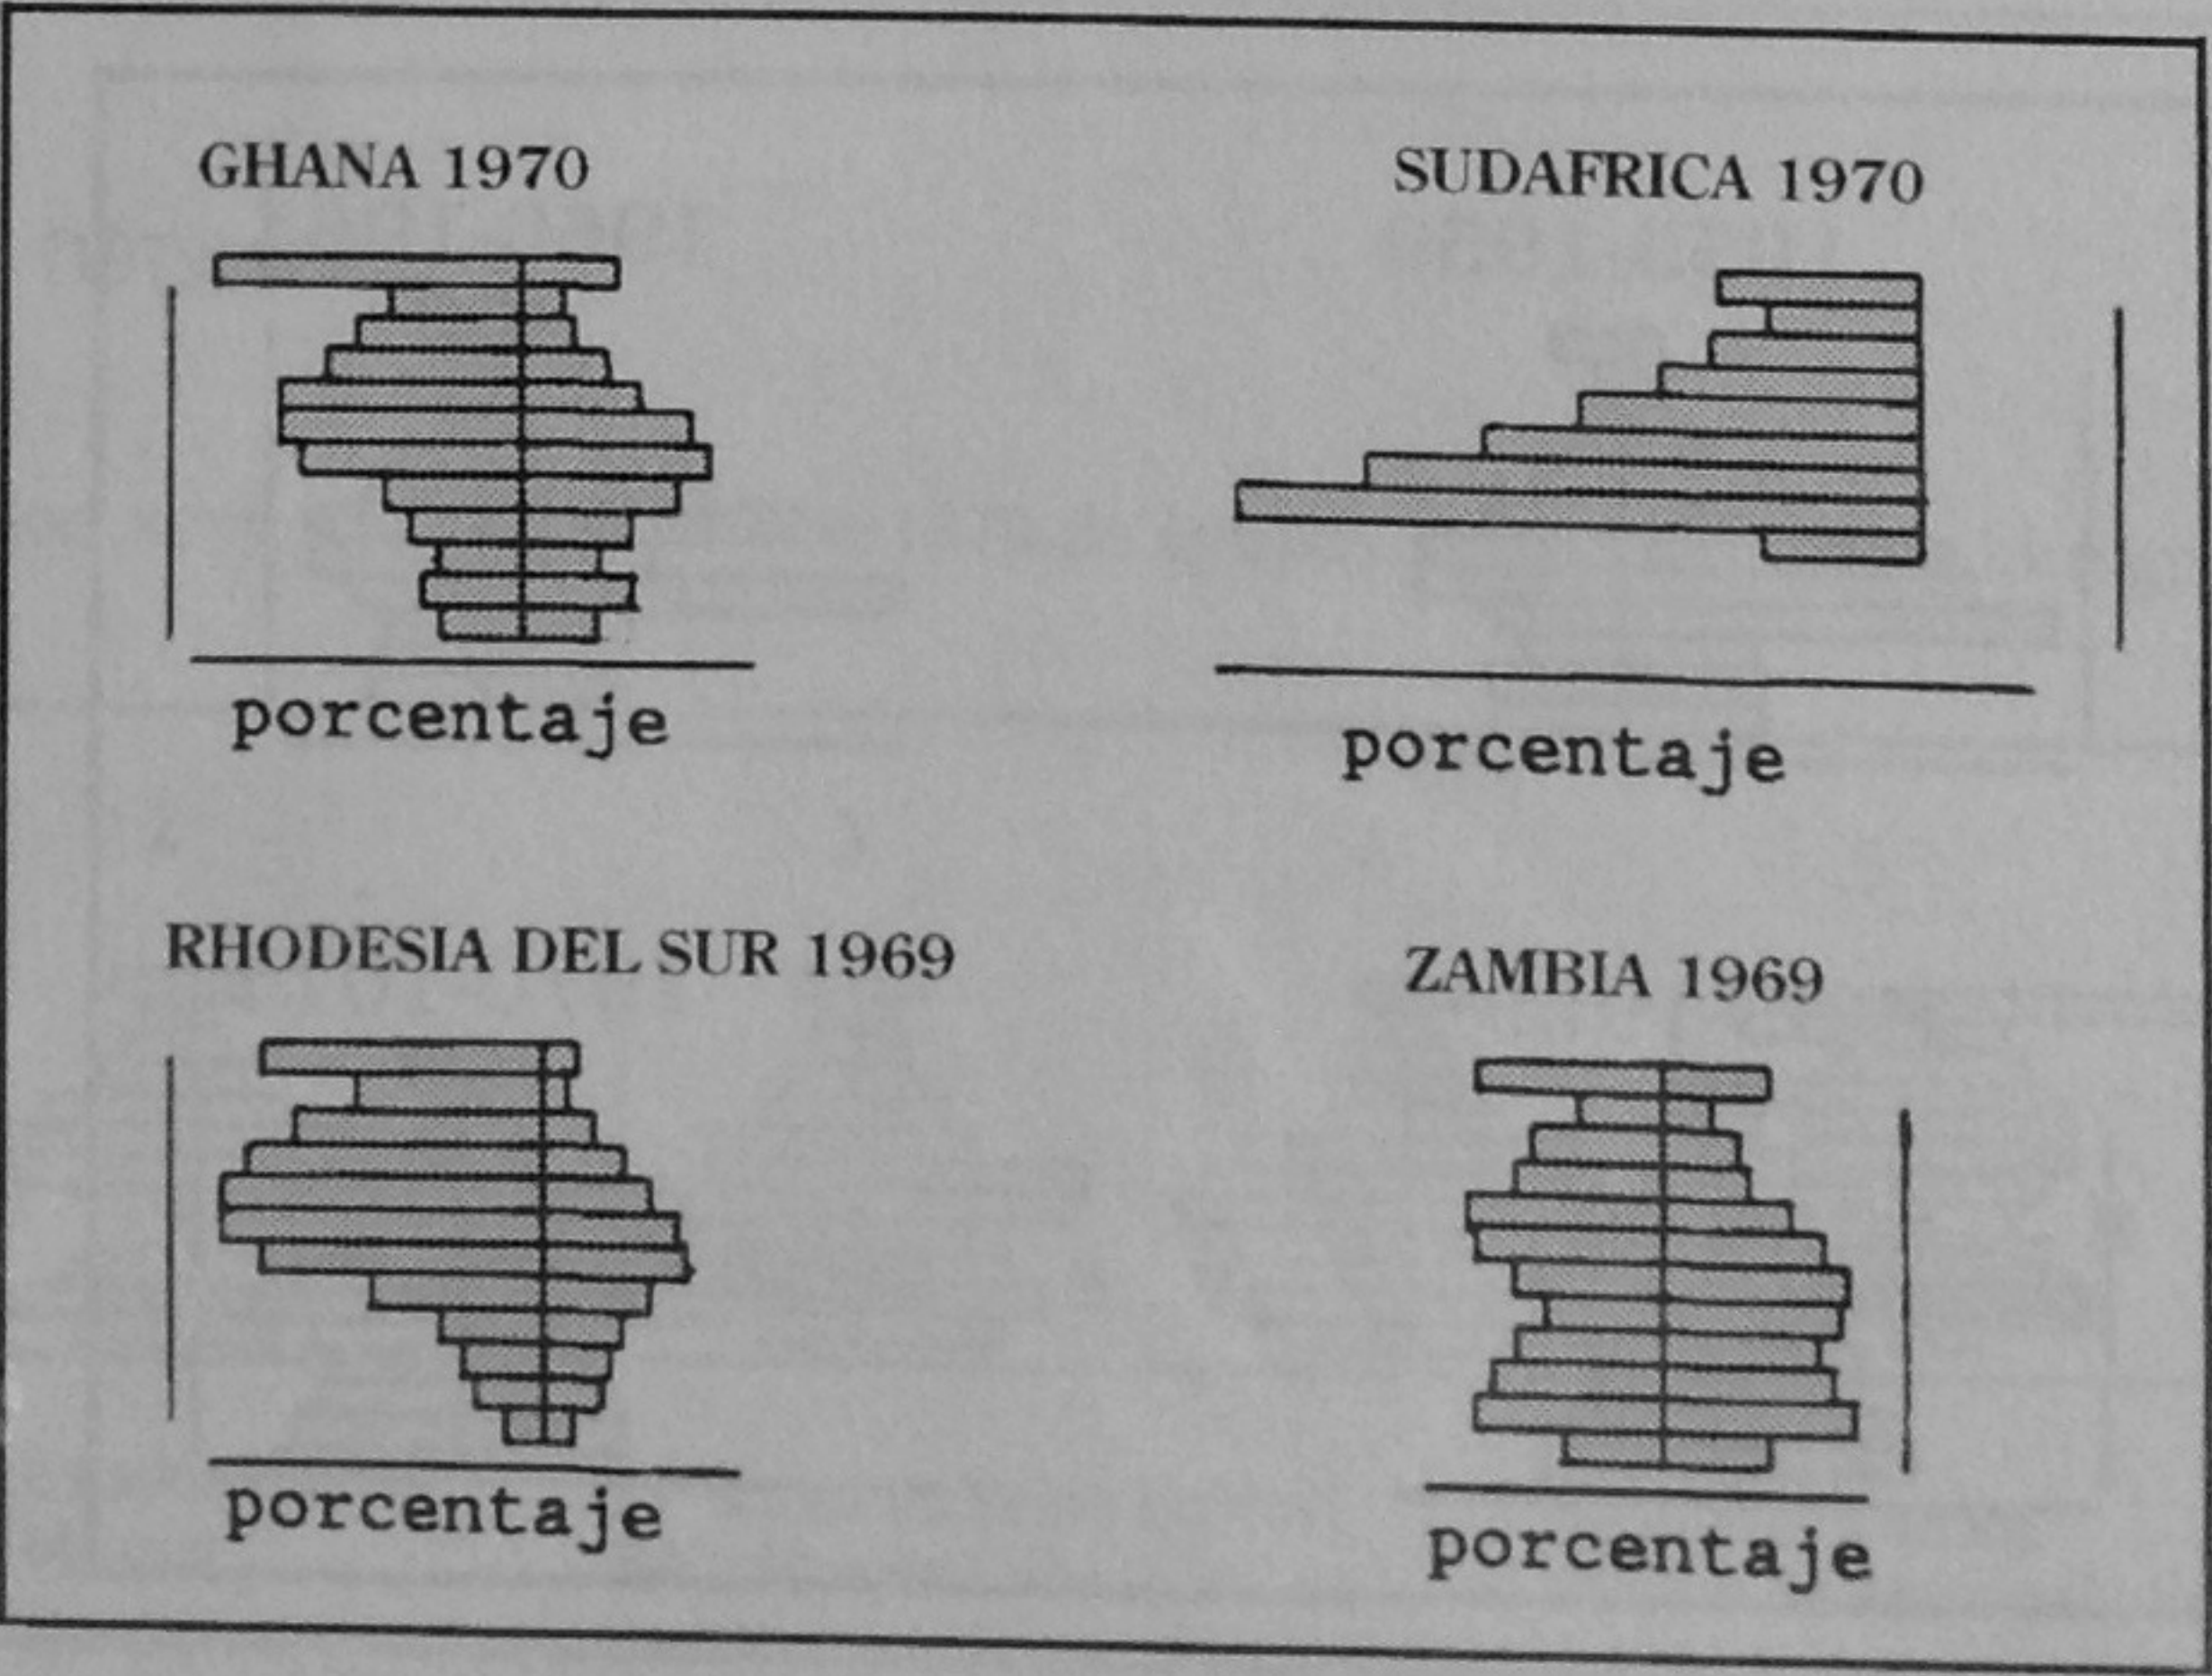 GHANA 1970
SUDAFRICA 1970
porcentaje
porcentaje
RHODESIA DEL SUR 1969
ZAMBIA 1969
porcentaje
porcentaje